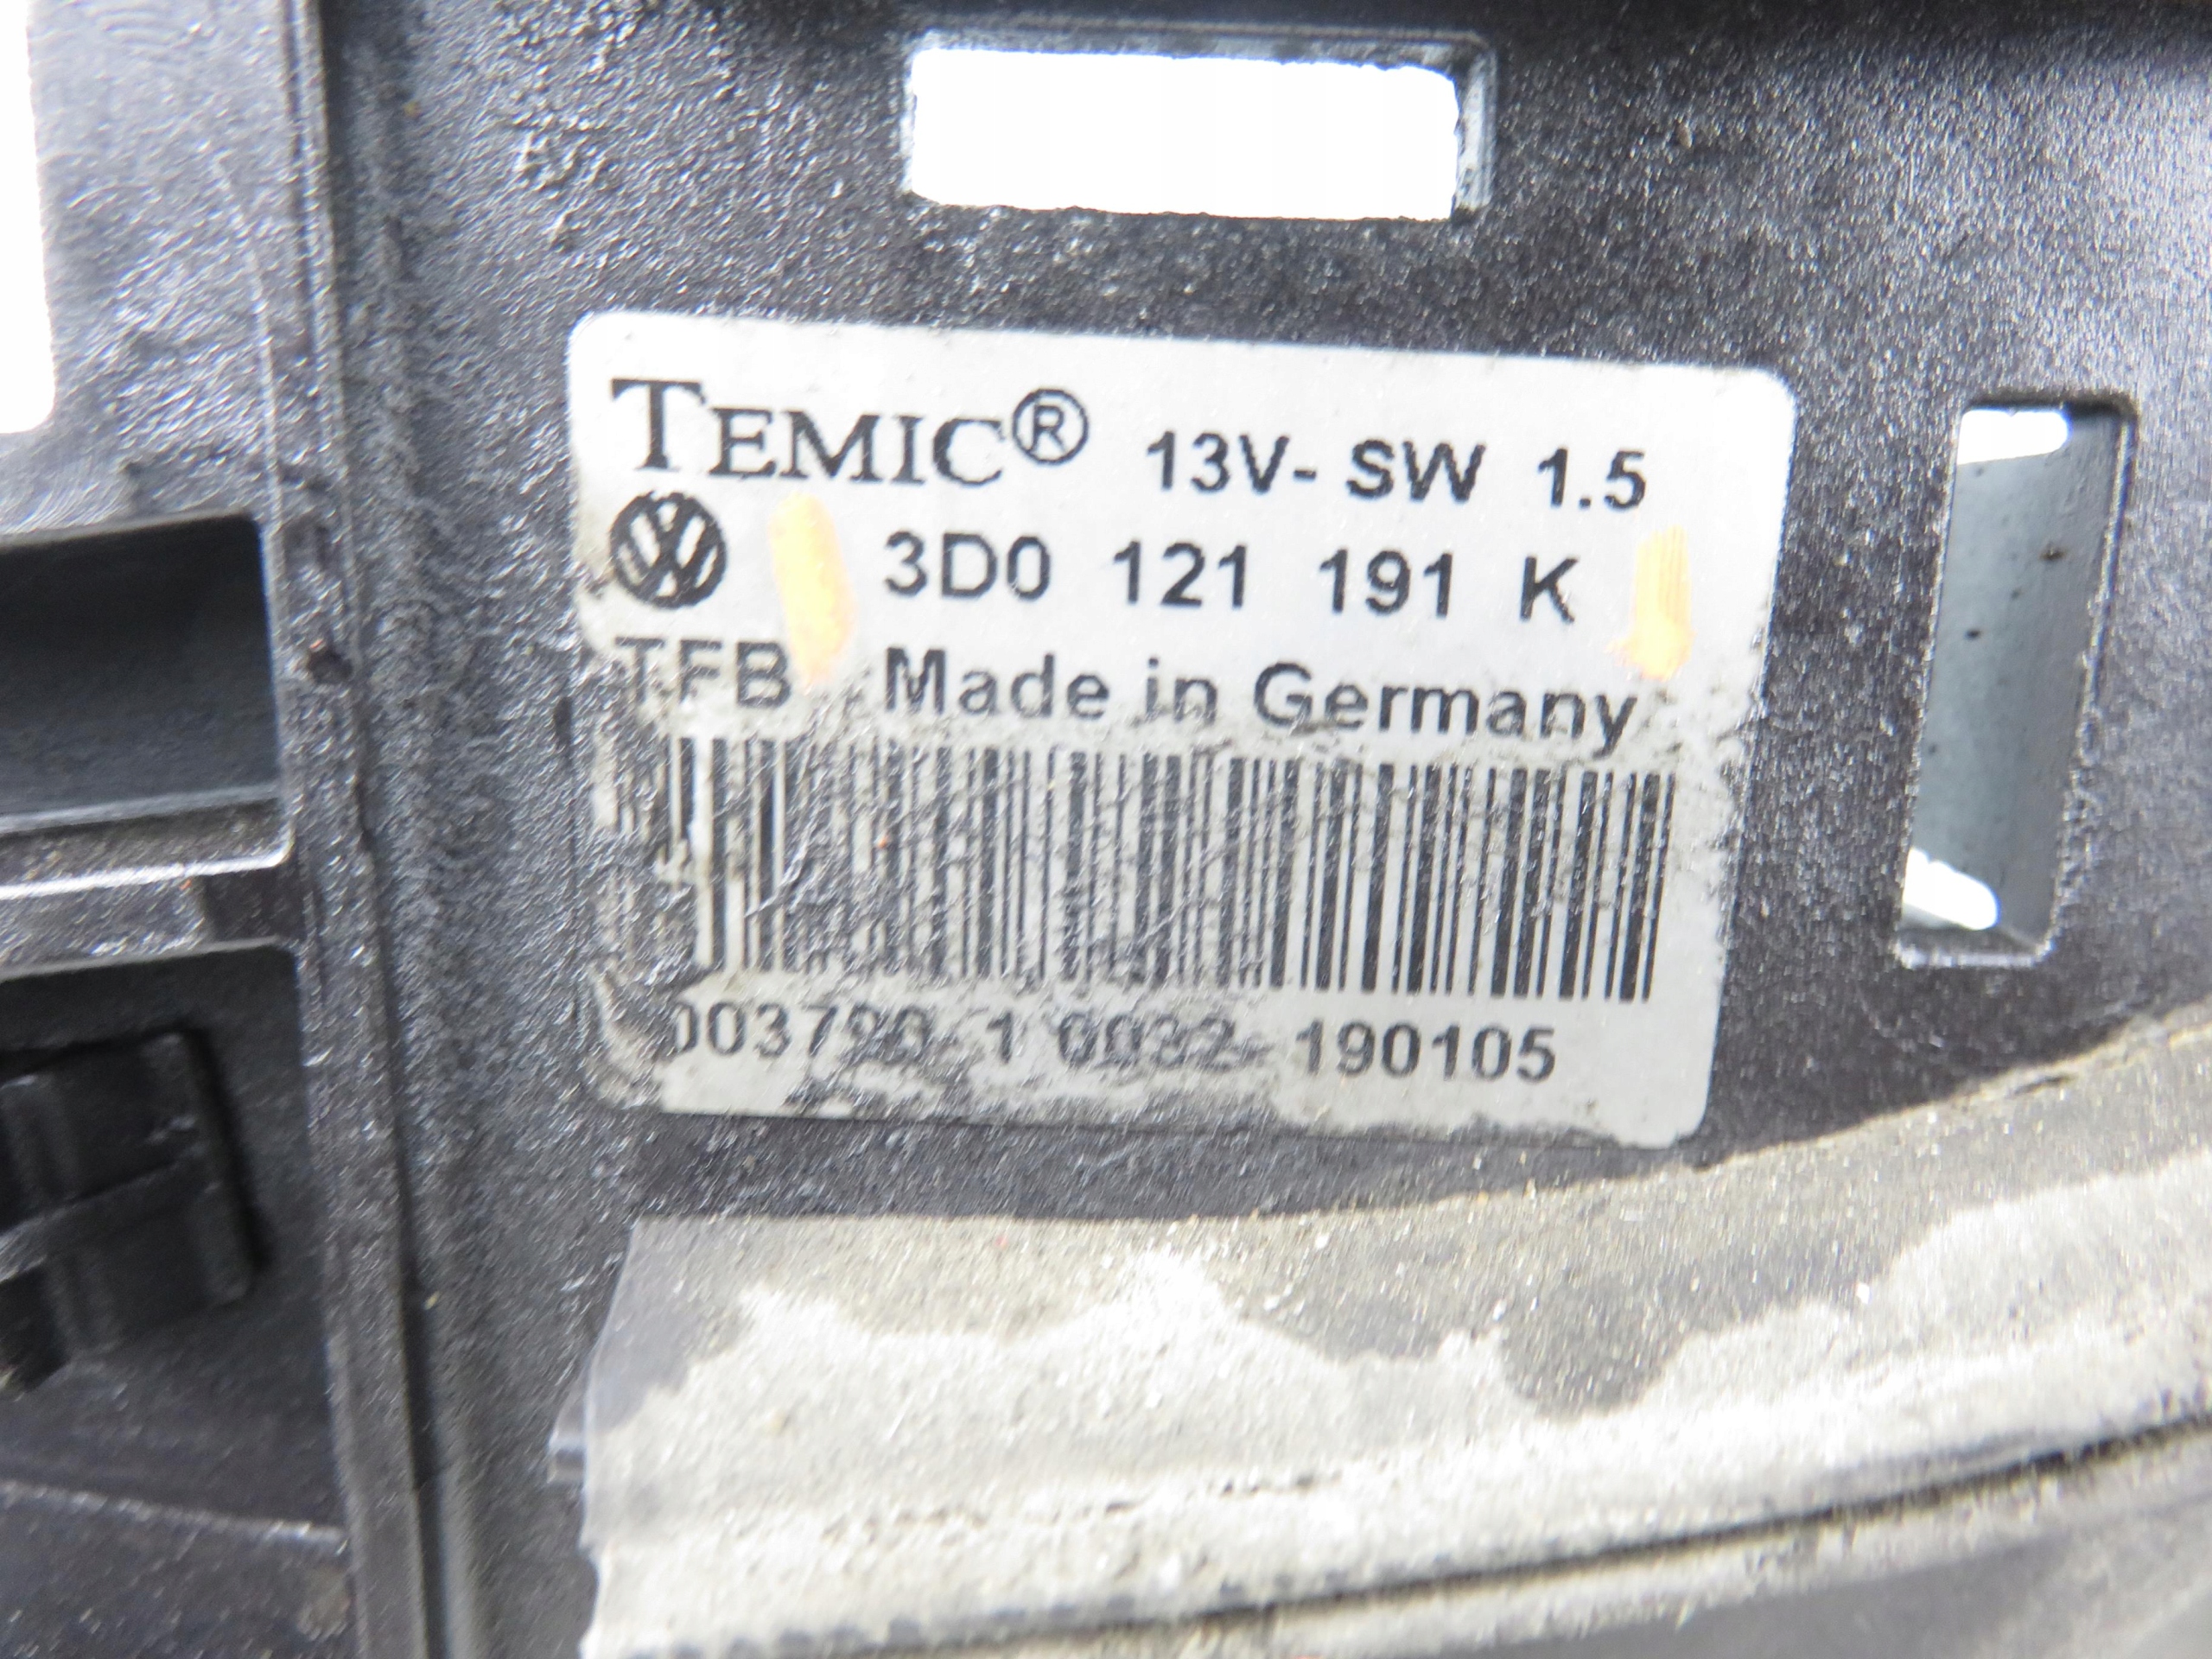 TEMIC® 13V- SW 1.5
3D0 121 191 K
TFB Made in Germany
190105